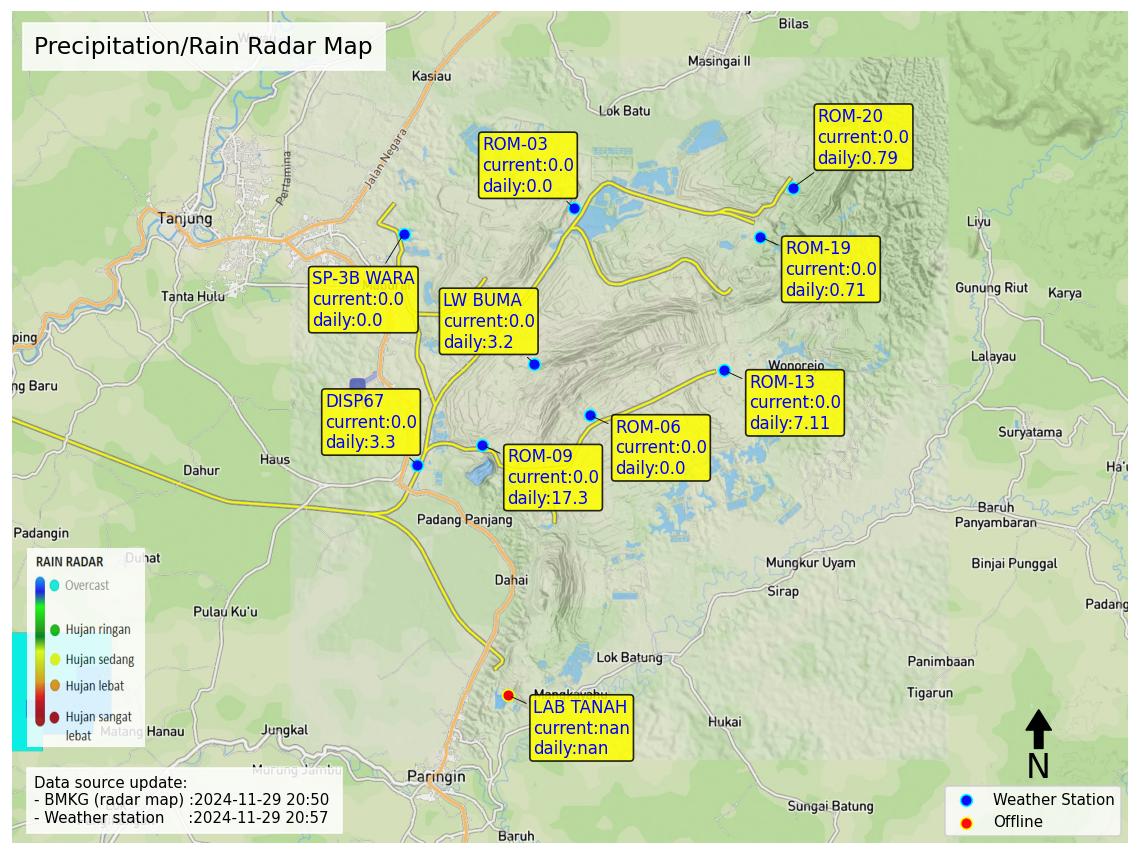 Precipitation/Rain Radar Map
Bilas
Masingai II
Kasiau
Lok Batu
Jalan Negara
Pertamina
Tanjung
Tanta Hulu
ROM-20
current:0.0
daily:0.79
ROM-03
current:0.0
daily:0.0
ROM-19
current:0.0
daily:0.71
SP-3B WARA
current:0.0
daily:0.0
LW BUMA
current:0.0
daily:3.2
Liyu
Gunung Riut
Karya
Lalayau
Wonorejo
ping
ng Baru
ROM-13
current:0.0
daily:7.11
DISP67
current:0.0
daily:3.3
ROM-06
current:0.0
daily:0.0
ROM-09
current:0.0
daily:17.3
Suryatama
Ha'u
Dahur
Haus
Padang Panjang
Baruh
Panyambaran
Padangin
Duhat
Dahai
Mungkur Uyam
Binjai Punggal
Sirap
Padang
Pulau Ku'u
RAIN RADAR
Overcast
Hujan ringan
Hujan sedang
Hujan lebat
Hujan sangat
lebat
Lok Batung
Panimbaan
Tigarun
Mangkayahu
LAB TANAH
current:nan
daily:nan
Hukai
Matang Hanau
Jungkal
Murung Jambu
Paringin
Sungai Batung
Baruh
Data source update:
- BMKG (radar map) :2024-11-29 20:50
- Weather station :2024-11-29 20:57
N
Weather Station
Offline